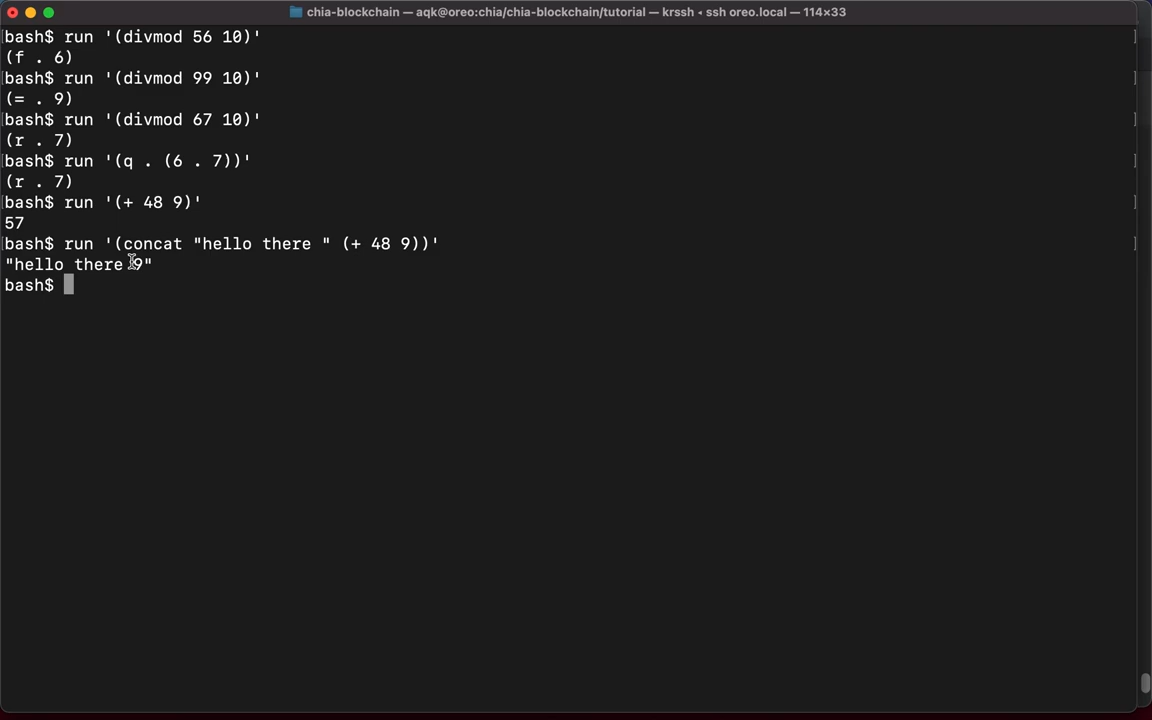 chia-blockchain — aqk@oreo:chia/chia-blockchain/tutorial — krssh ◂ ssh oreo.local — 114×33
[bash$ run '(divmod 56 10)' ]
(f . 6)
[bash$ run '(divmod 99 10)' ]
(= . 9)
[bash$ run '(divmod 67 10)' ]
(r . 7)
[bash$ run '(q . (6 . 7))' ]
(r . 7)
[bash$ run '(+ 48 9)' ]
57
[bash$ run '(concat "hello there " (+ 48 9))' ]
"hello there 9"
bash$